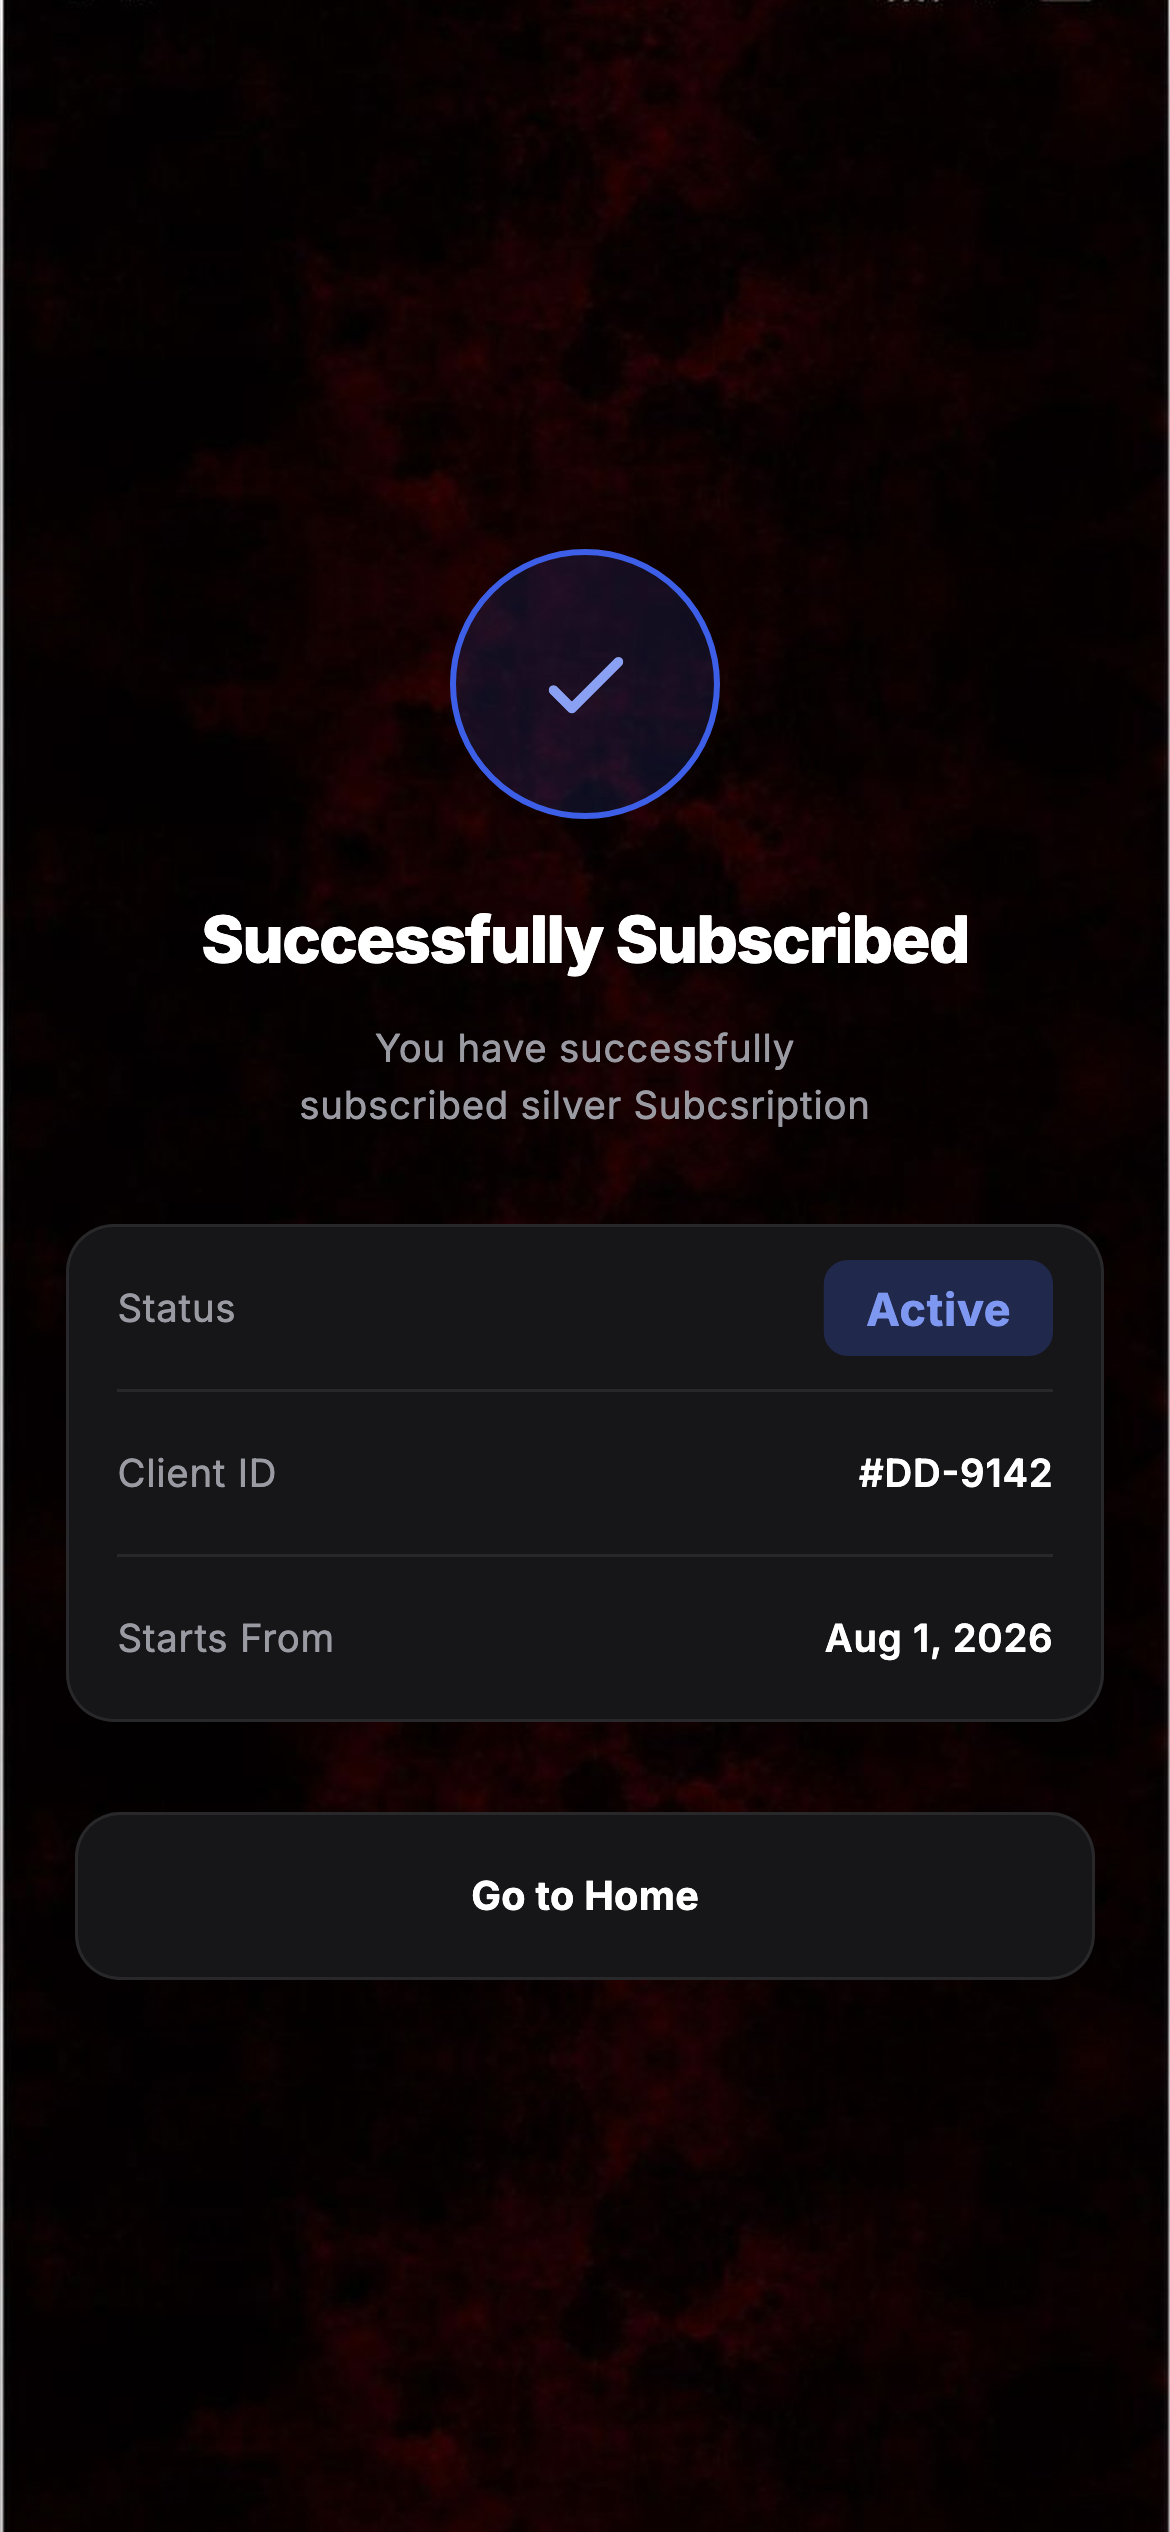 Successfully Subscribed
You have successfully
subscribed silver Subcsription
Status
Active
Client ID
#DD-9142
Starts From
Aug 1, 2026
Go to Home